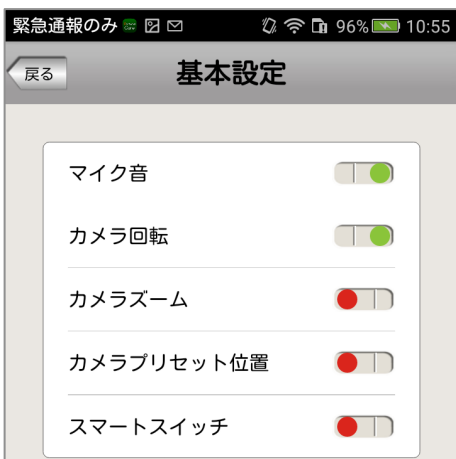 緊急通報のみ 96% 10:55
戻る 基本設定
マイク音
カメラ回転
カメラズーム
カメラプリセット位置
スマートスイッチ